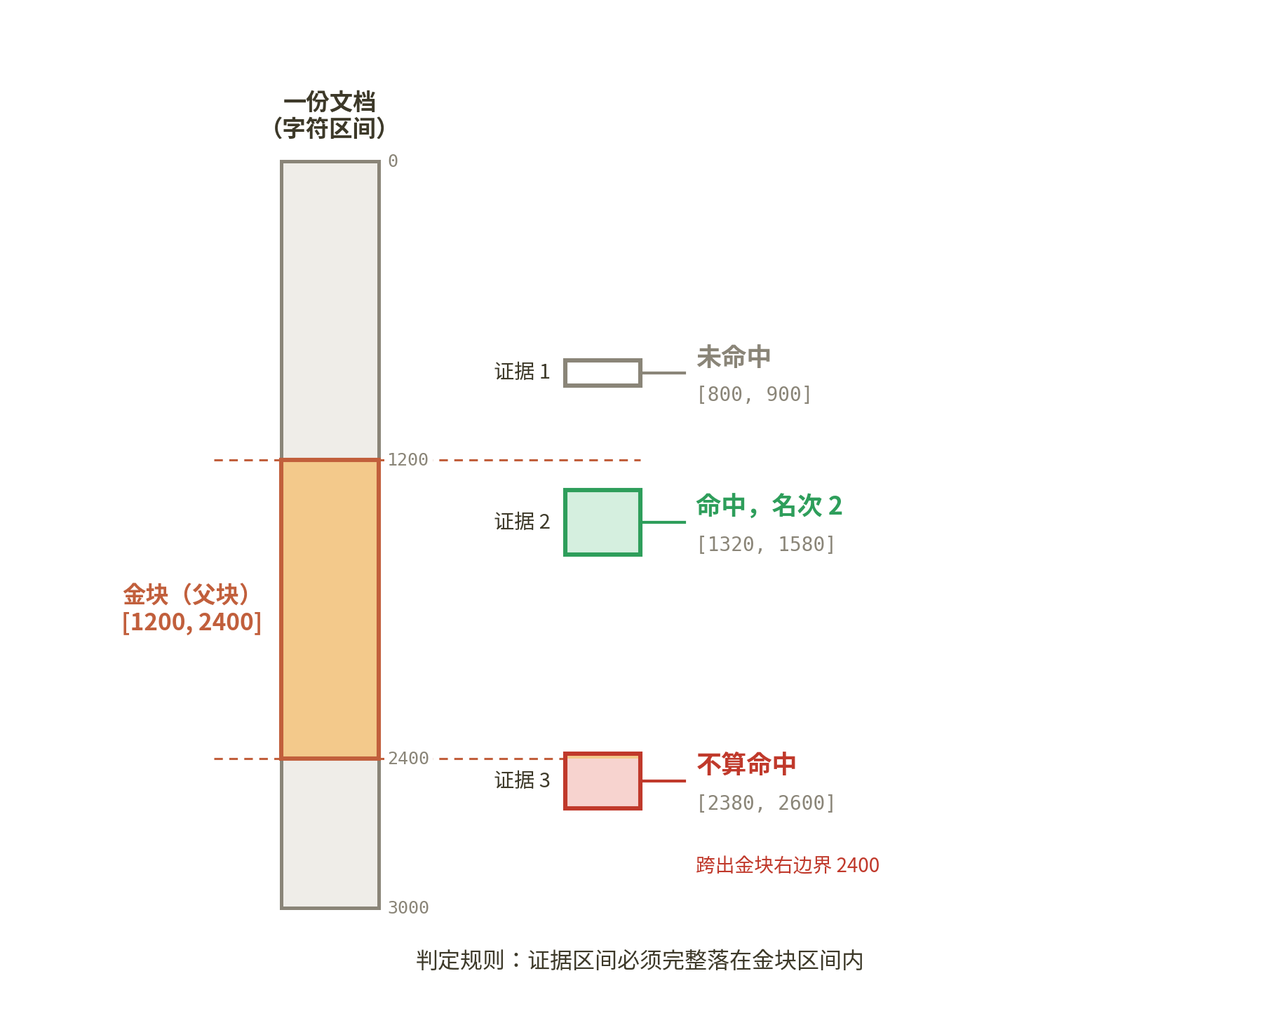 一份文档
（字符区间）
0
未命中
证据 1
[800, 900]
1200
命中，名次 2
证据 2
[1320, 1580]
金块（父块）
[1200, 2400]
2400
不算命中
证据 3
[2380, 2600]
跨出金块右边界 2400
3000
判定规则：证据区间必须完整落在金块区间内